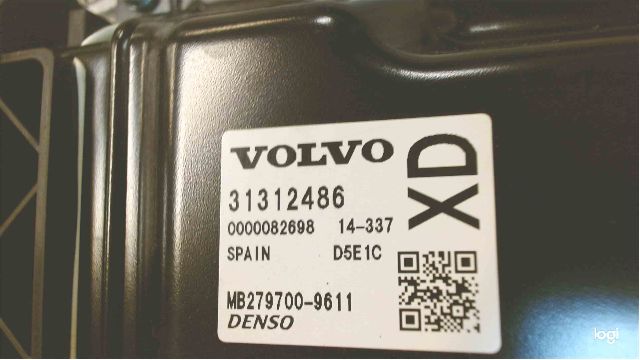 VOLVO
XD
31312486
0000082698 14-337
SPAIN D5E1C
MB279700-9611
DENSO
logi